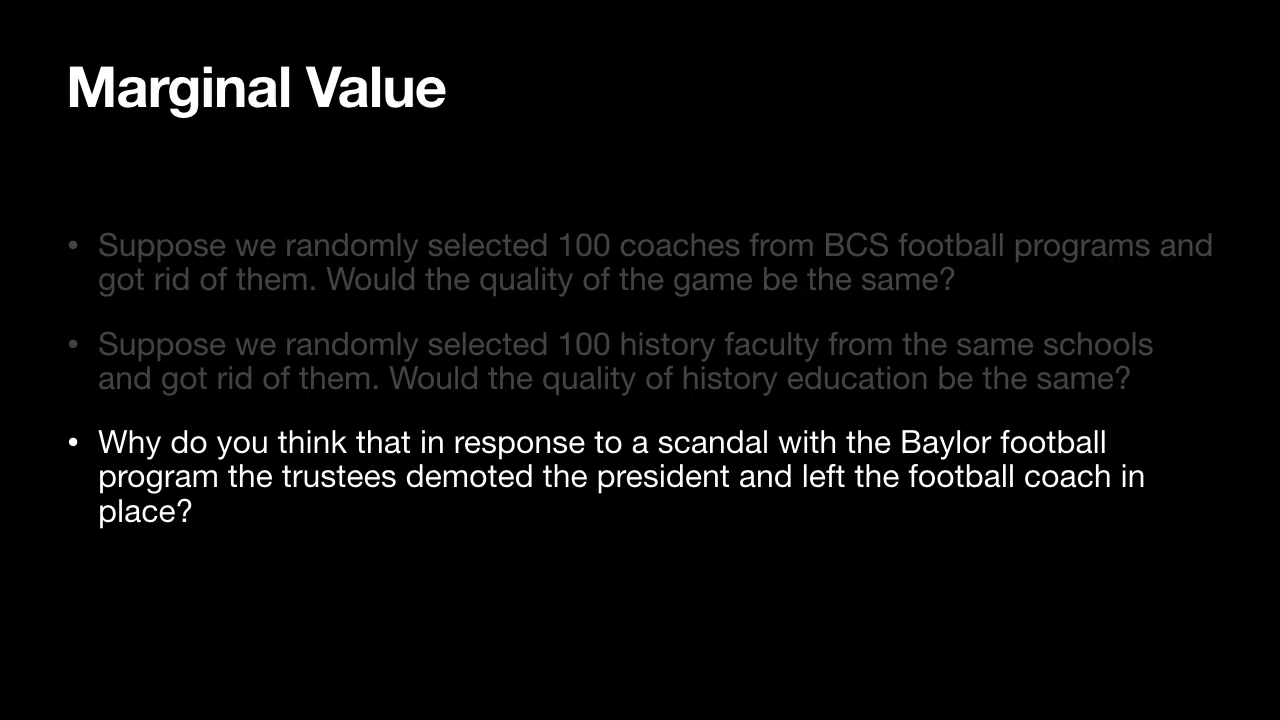 Marginal Value
• Suppose we randomly selected 100 coaches from BCS football programs and
got rid of them. Would the quality of the game be the same?
• Suppose we randomly selected 100 history faculty from the same schools
and got rid of them. Would the quality of history education be the same?
• Why do you think that in response to a scandal with the Baylor football
program the trustees demoted the president and left the football coach in
place?